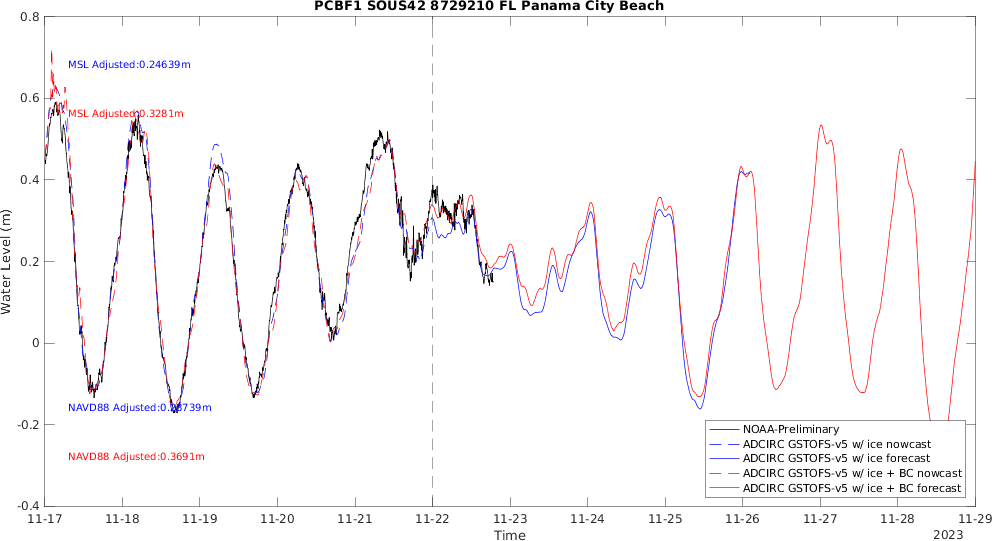 PCBF1 SOUS42 8729210 FL Panama City Beach
0.8
0.6
0.4
0.2
0
-0.2
-0.4
Water Level (m)
MSL Adjusted:0.24639m
MSL Adjusted:0.3281m
NAVD88 Adjusted:0.28739m
NAVD88 Adjusted:0.3691m
NOAA-Preliminary
ADCIRC GSTOFS-v5 w/ ice nowcast
ADCIRC GSTOFS-v5 w/ ice forecast
ADCIRC GSTOFS-v5 w/ ice + BC nowcast
ADCIRC GSTOFS-v5 w/ ice + BC forecast
11-17 11-18 11-19 11-20 11-21 11-22 11-23 11-24 11-25 11-26 11-27 11-28 11-29
Time
2023